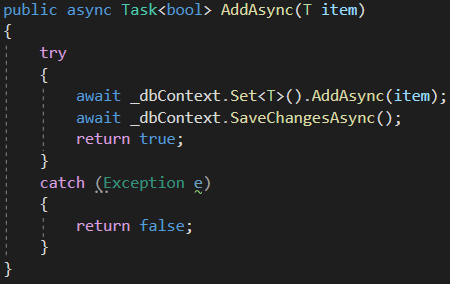 public async Task<bool> AddAsync(T item)
{
    try
    {
        await _dbContext.Set<T>().AddAsync(item);
        await _dbContext.SaveChangesAsync();
        return true;
    }
    catch (Exception e)
    {
        return false;
    }
}